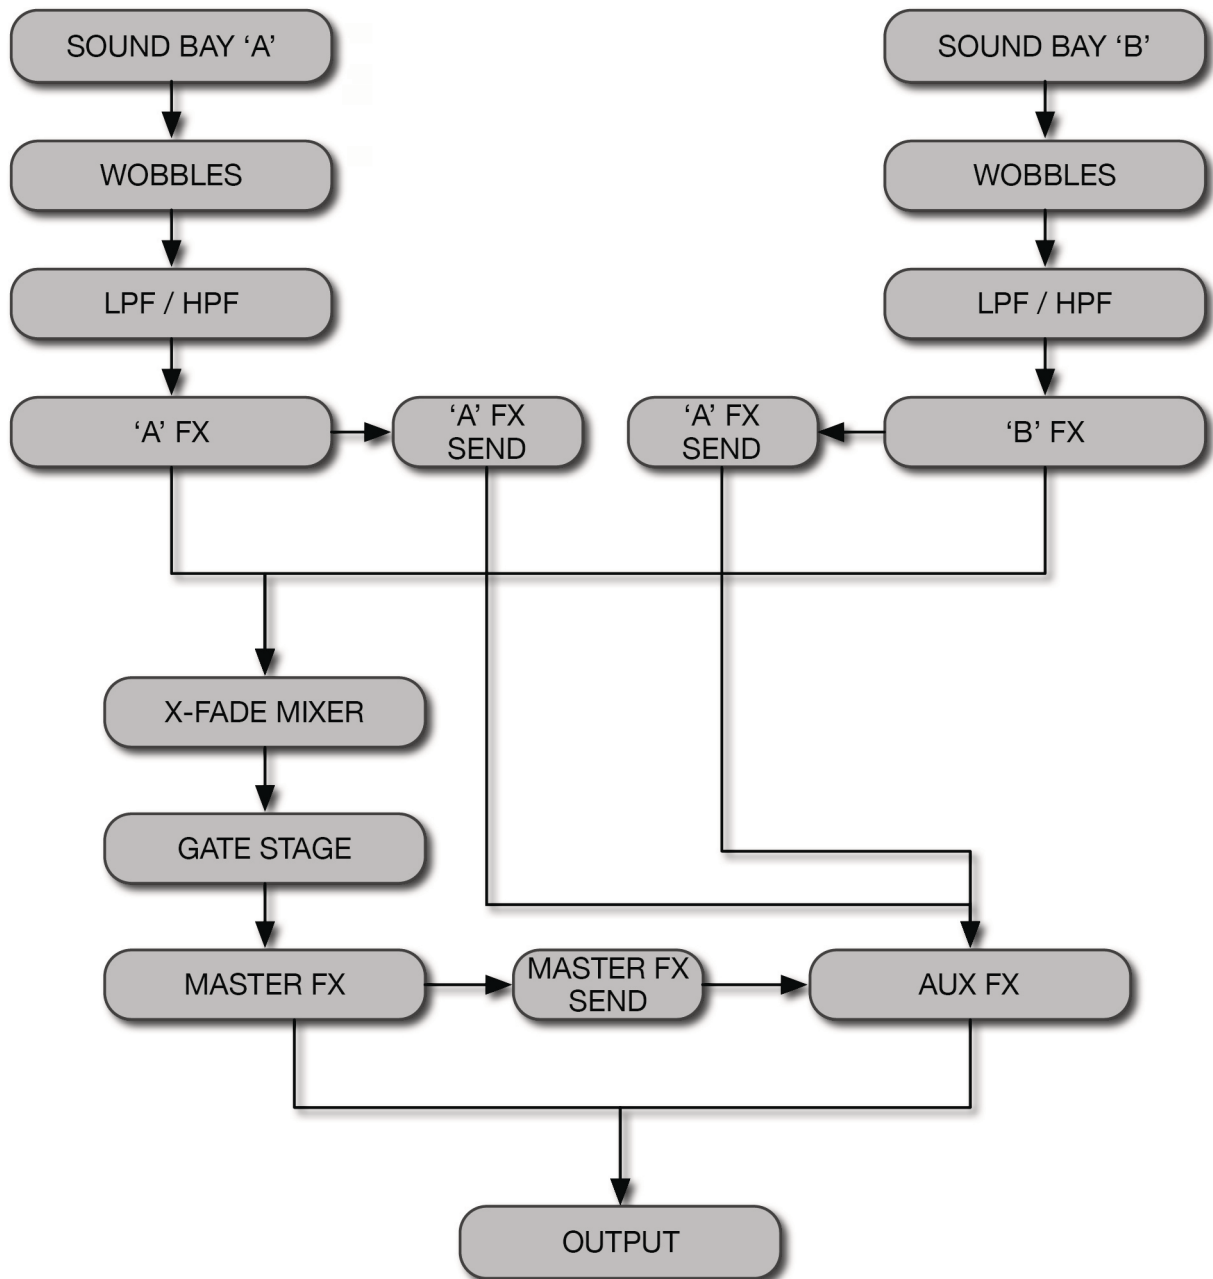 SOUND BAY ‘A’
SOUND BAY ‘B’
WOBBLES
WOBBLES
LPF / HPF
LPF / HPF
‘A’ FX
‘A’ FX
SEND
‘A’ FX
SEND
‘B’ FX
X-FADE MIXER
GATE STAGE
MASTER FX
MASTER FX
SEND
AUX FX
OUTPUT